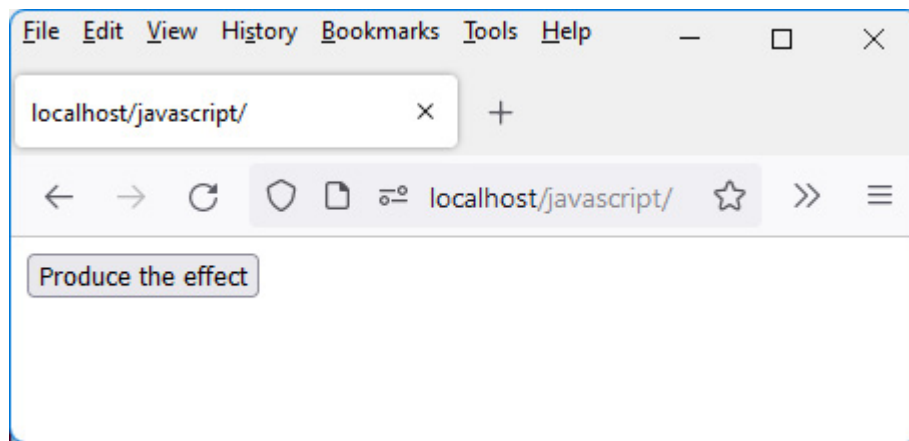 File Edit View History Bookmarks Tools Help
localhost/javascript/
localhost/javascript/
Produce the effect